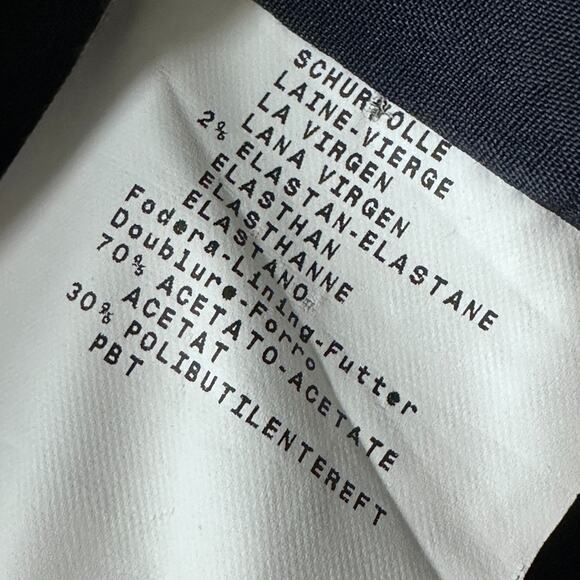 SCHURWOLLE
LAINE-VIERGE
LA VIRGEN
LANA VIRGEN
2% ELASTAN-ELASTANE
ELASTHAN
ELASTHANNE
ELASTANO
Fodera-Lining-Futter
Doublure-Forro
70% ACETATO-ACETATE
ACETAT
30% POLIBUTILENTEREFT
PBT